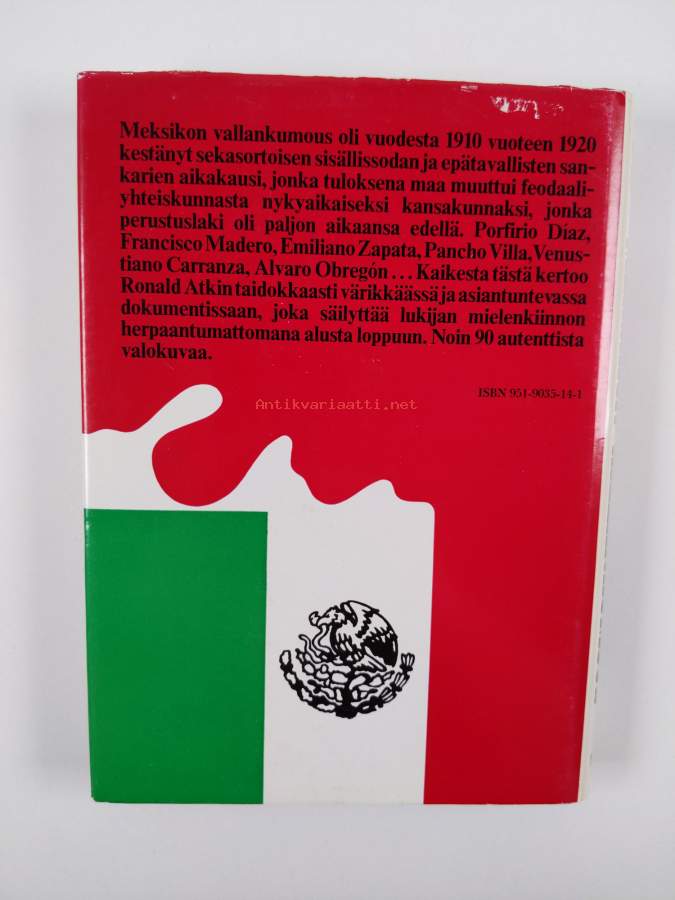 Meksikon vallankumous oli vuodesta 1910 vuoteen 1920
kestänyt sekasortoisen sisällissodan ja epätavallisten san-
karien aikakausi, jonka tuloksena maa muuttui feodaali-
yhteiskunnasta nykyaikaiseksi kansakunnaksi, jonka
perustuslaki oli paljon aikaansa edellä. Porfirio Díaz,
Francisco Madero, Emiliano Zapata, Pancho Villa, Venus-
tiano Carranza, Alvaro Obregón... Kaikesta tästä kertoo
Ronald Atkin taidokkaasti värikkäässä ja asiantuntevassa
dokumentissaan, joka säilyttää lukijan mielenkiinnon
herpaantumattomana alusta loppuun. Noin 90 autenttista
valokuvaa.
ISBN 951-9035-14-1
Antikvariaatti.net